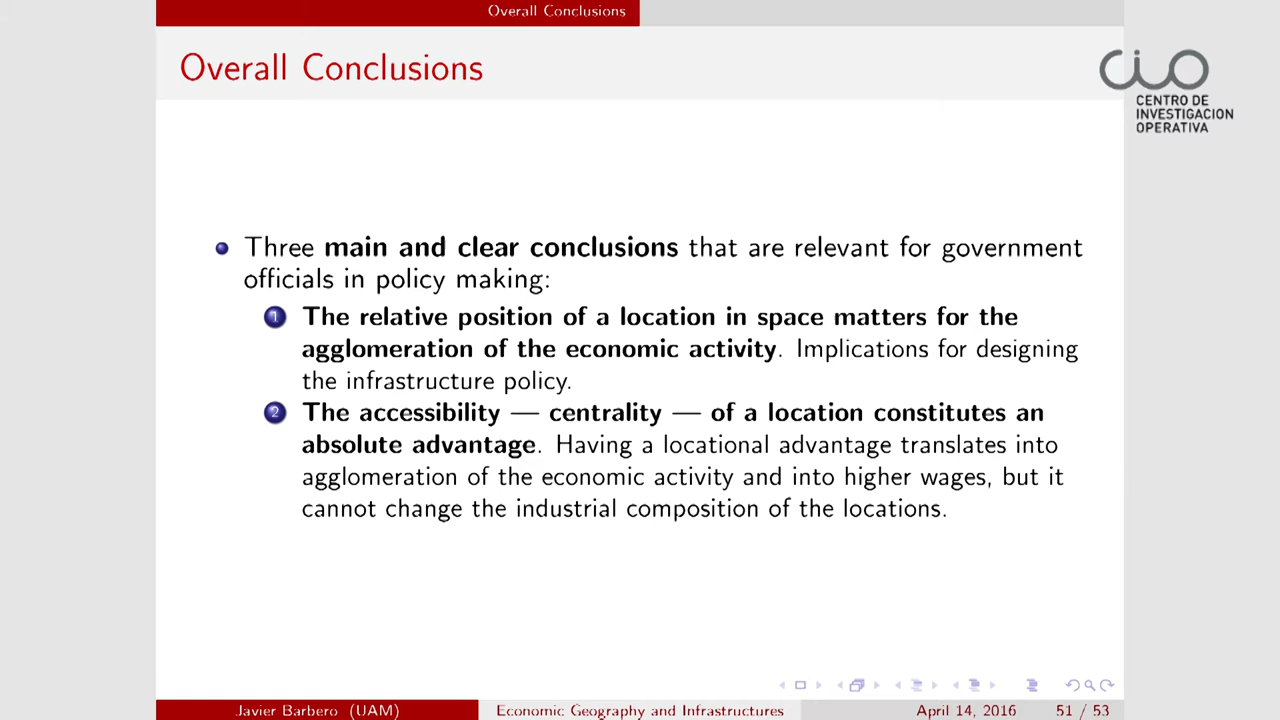 Overall Conclusions
Overall Conclusions
CIO
CENTRO DE
INVESTIGACION
OPERATIVA
Three main and clear conclusions that are relevant for government
officials in policy making:
1 The relative position of a location in space matters for the
agglomeration of the economic activity. Implications for designing
the infrastructure policy.
2 The accessibility — centrality — of a location constitutes an
absolute advantage. Having a locational advantage translates into
agglomeration of the economic activity and into higher wages, but it
cannot change the industrial composition of the locations.
Javier Barbero (UAM) Economic Geography and Infrastructures April 14, 2016 51 / 53